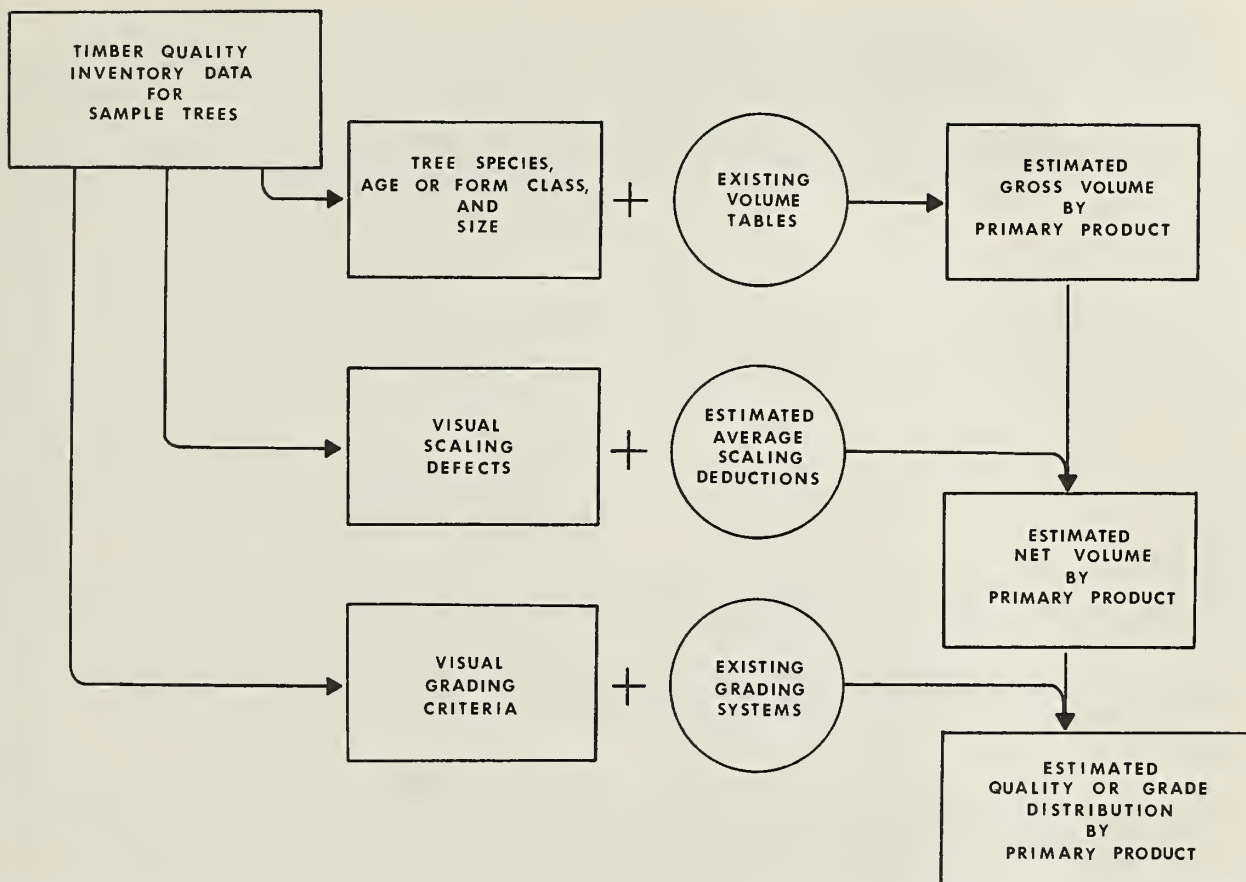 TIMBER QUALITY
INVENTORY DATA
FOR
SAMPLE TREES
TREE SPECIES,
AGE OR FORM CLASS,
AND
SIZE
+
EXISTING
VOLUME
TABLES
ESTIMATED
GROSS VOLUME
BY
PRIMARY PRODUCT
VISUAL
SCALING
DEFECTS
+
ESTIMATED
AVERAGE
SCALING
DEDUCTIONS
ESTIMATED
NET VOLUME
BY
PRIMARY PRODUCT
VISUAL
GRADING
CRITERIA
+
EXISTING
GRADING
SYSTEMS
ESTIMATED
QUALITY OR GRADE
DISTRIBUTION
BY
PRIMARY PRODUCT